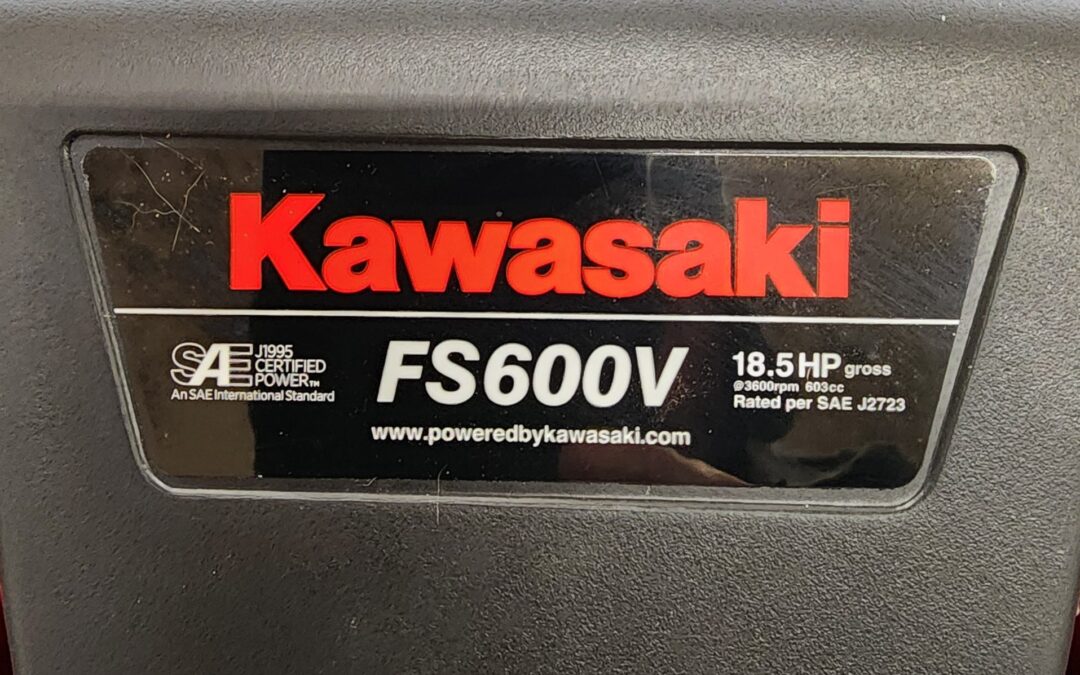 Kawasaki
SAE J1995
CERTIFIED
POWER™
An SAE International Standard
FS600V
www.poweredbykawasaki.com
18.5HP gross
@3600rpm 603cc
Rated per SAE J2723